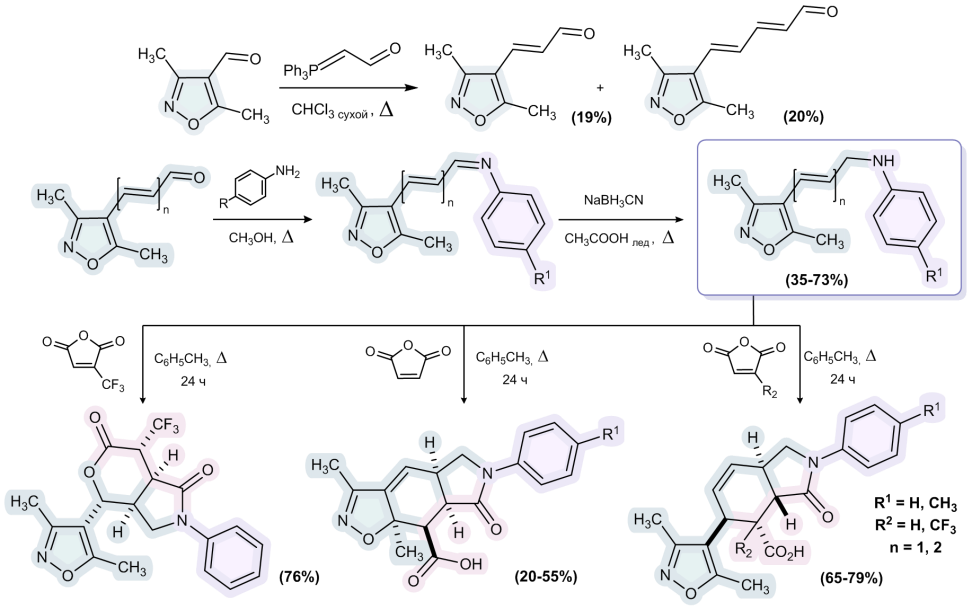 H₃C
O
N
O
CH₃
Ph₃P
O
CHCl₃ сухой , Δ
H₃C
O
N
O
CH₃
(19%)
+
H₃C
O
N
O
CH₃
(20%)
H₃C
O
n
N
O
CH₃
NH₂
R
CH₃OH, Δ
H₃C
N
n
N
O
CH₃
R¹
NaBH₃CN
CH₃COOH лед , Δ
H₃C
NH
n
N
O
CH₃
R¹
(35-73%)
O
O
O
CF₃
C₆H₅CH₃, Δ
24 ч
O
O
O
C₆H₅CH₃, Δ
24 ч
O
O
O
R₂
C₆H₅CH₃, Δ
24 ч
O
CF₃
H
O
O
H
N
H₃C
N
O
CH₃
(76%)
H
R¹
N
H₃C
N
O
CH₃
H
O
O
OH
(20-55%)
H
R¹
N
H₃C
R₂
CO₂H
H
O
N
O
CH₃
(65-79%)
R¹ = H, CH₃
R² = H, CF₃
n = 1, 2